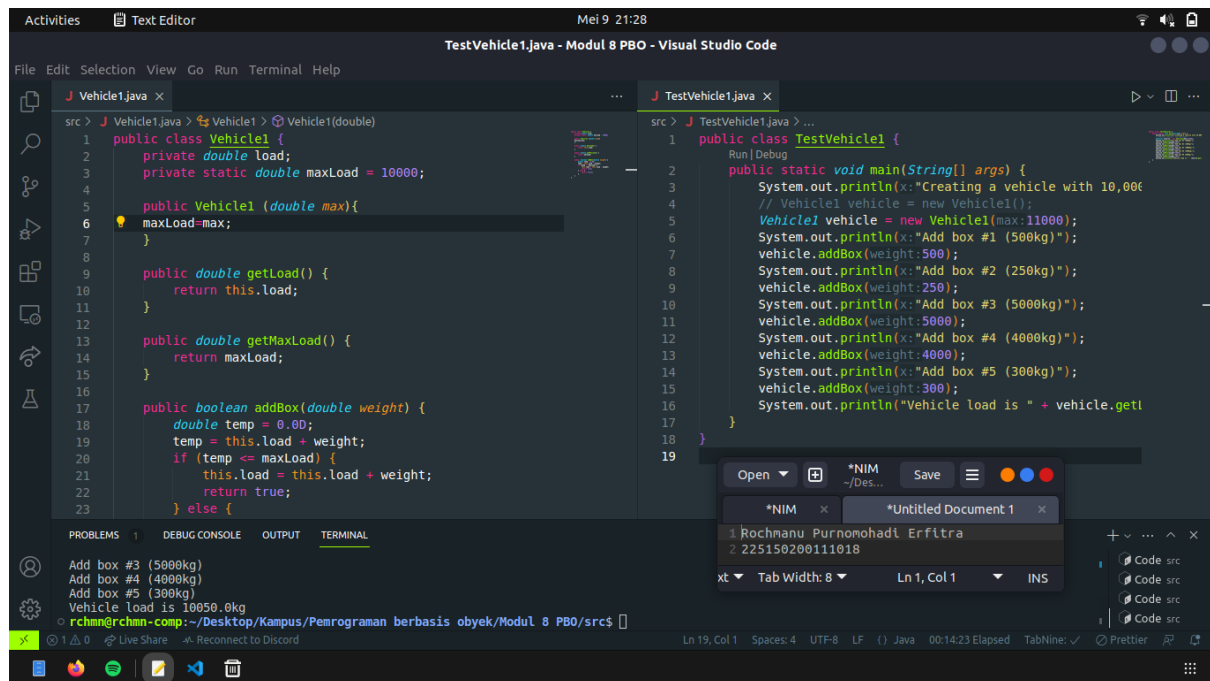 Activities Text Editor Mei 9 21:28
TestVehicle1.java - Modul 8 PBO - Visual Studio Code
File Edit Selection View Go Run Terminal Help
J Vehicle1.java × ···
src > J Vehicle1.java > Vehicle1 > Vehicle1(double)
1 public class Vehicle1 {
2 private double load;
3 private static double maxLoad = 10000;
4
5 public Vehicle1 (double max){
6 maxLoad=max;
7 }
8
9 public double getLoad() {
10 return this.load;
11 }
12
13 public double getMaxLoad() {
14 return maxLoad;
15 }
16
17 public boolean addBox(double weight) {
18 double temp = 0.0D;
19 temp = this.load + weight;
20 if (temp <= maxLoad) {
21 this.load = this.load + weight;
22 return true;
23 } else {
J TestVehicle1.java × ···
src > J TestVehicle1.java > ...
1 public class TestVehicle1 {
Run | Debug
2 public static void main(String[] args) {
3 System.out.println(x:"Creating a vehicle with 10,000
4 // Vehicle1 vehicle = new Vehicle1();
5 Vehicle1 vehicle = new Vehicle1(max:11000);
6 System.out.println(x:"Add box #1 (500kg)");
7 vehicle.addBox(weight:500);
8 System.out.println(x:"Add box #2 (250kg)");
9 vehicle.addBox(weight:250);
10 System.out.println(x:"Add box #3 (5000kg)");
11 vehicle.addBox(weight:5000);
12 System.out.println(x:"Add box #4 (4000kg)");
13 vehicle.addBox(weight:4000);
14 System.out.println(x:"Add box #5 (300kg)");
15 vehicle.addBox(weight:300);
16 System.out.println("Vehicle load is " + vehicle.getL
17 }
18 }
19
Open *NIM Save
~/Des...
*NIM × *Untitled Document 1 ×
1 Rochmanu Purnomohadi Erfitra
2 225150200111018
xt Tab Width: 8 Ln 1, Col 1 INS
PROBLEMS 1 DEBUG CONSOLE OUTPUT TERMINAL
Add box #3 (5000kg)
Add box #4 (4000kg)
Add box #5 (300kg)
Vehicle load is 10050.0kg
rchmn@rchmn-comp:~/Desktop/Kampus/Pemrograman berbasis obyek/Modul 8 PBO/src$
Code src
Code src
Code src
Code src
1 0 Live Share Reconnect to Discord Ln 19, Col 1 Spaces: 4 UTF-8 LF {} Java 00:14:23 Elapsed TabNine: Prettier